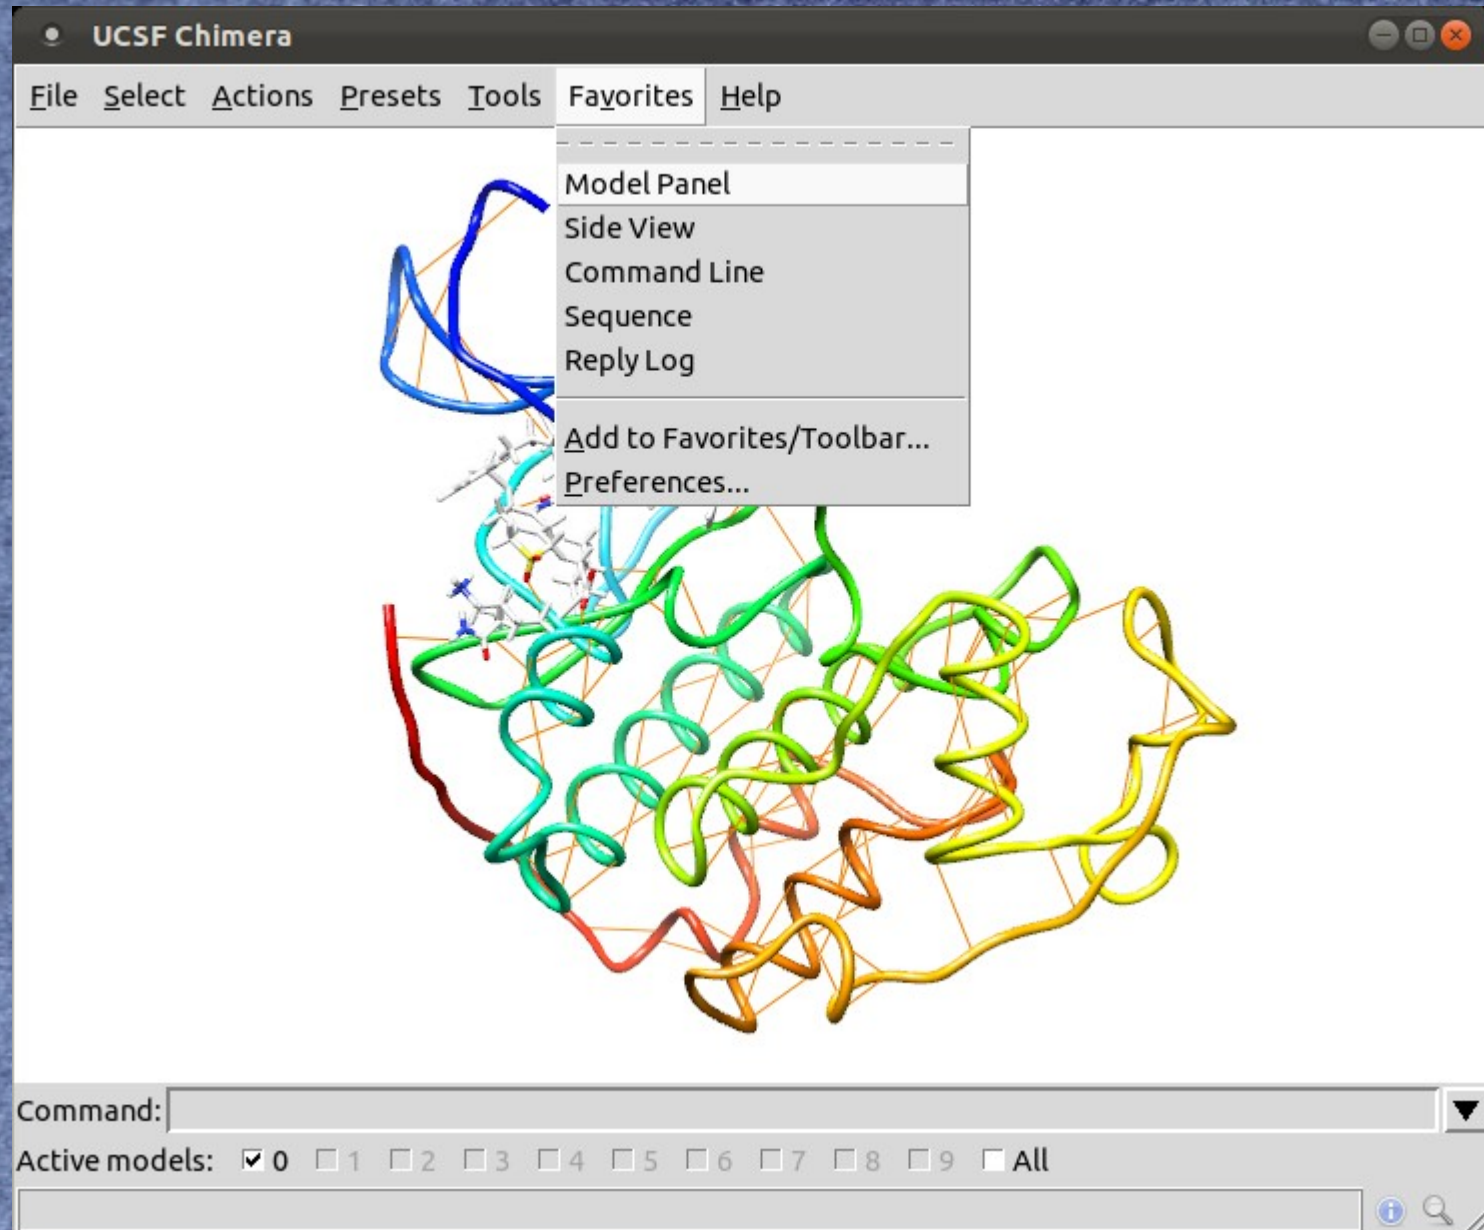 UCSF Chimera
File Select Actions Presets Tools Favorites Help
Model Panel
Side View
Command Line
Sequence
Reply Log
Add to Favorites/Toolbar...
Preferences...
Command:
Active models: 0 1 2 3 4 5 6 7 8 9 All